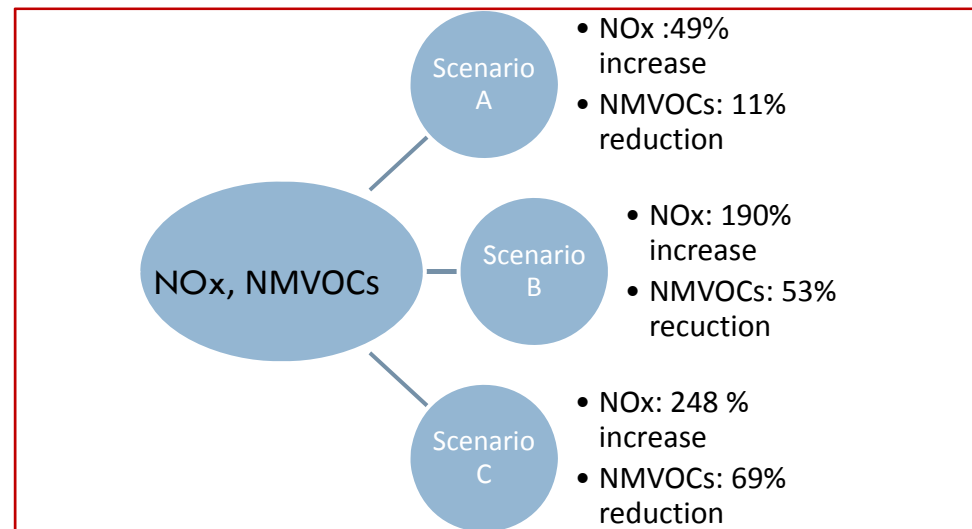 NOx, NMVOCs
Scenario
A
• NOx :49%
increase
• NMVOCs: 11%
reduction
Scenario
B
• NOx: 190%
increase
• NMVOCs: 53%
recuction
Scenario
C
• NOx: 248 %
increase
• NMVOCs: 69%
reduction